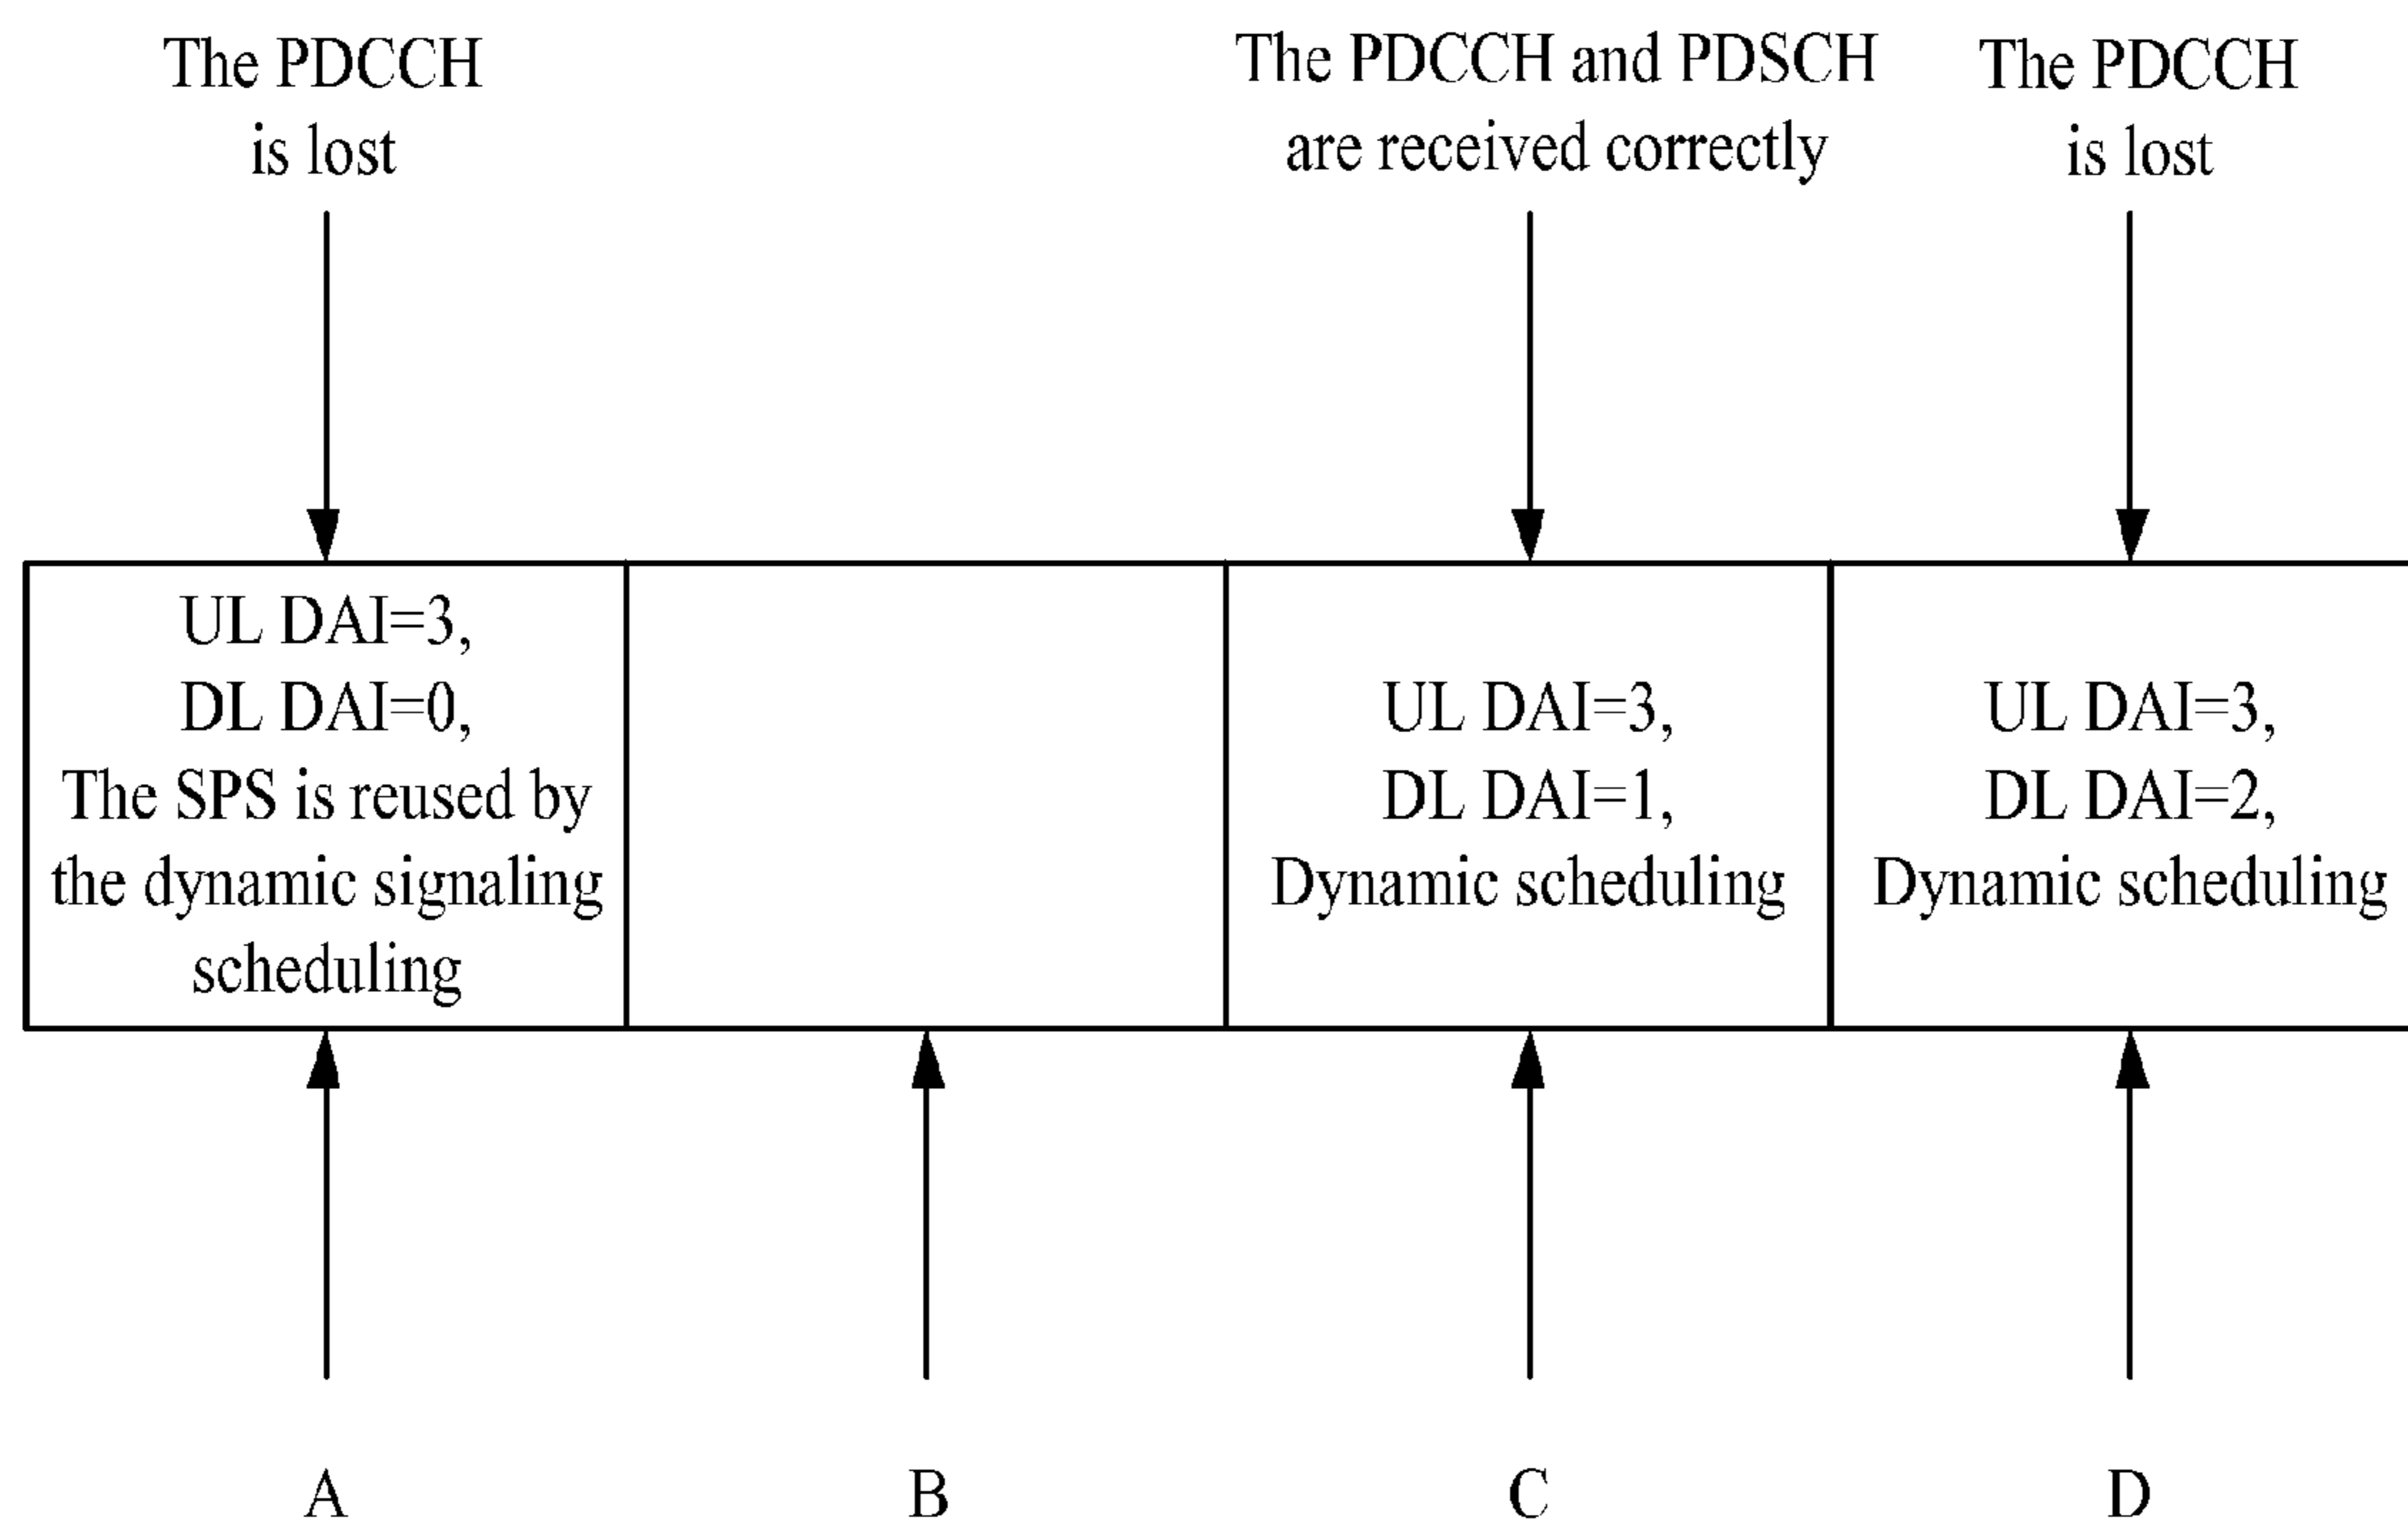 The PDCCH
is lost
The PDCCH and PDSCH
are received correctly
The PDCCH
is lost
UL DAI=3,
DL DAI=0,
The SPS is reused by
the dynamic signaling
scheduling
UL DAI=3,
DL DAI=1,
Dynamic scheduling
UL DAI=3,
DL DAI=2,
Dynamic scheduling
A
B
C
D